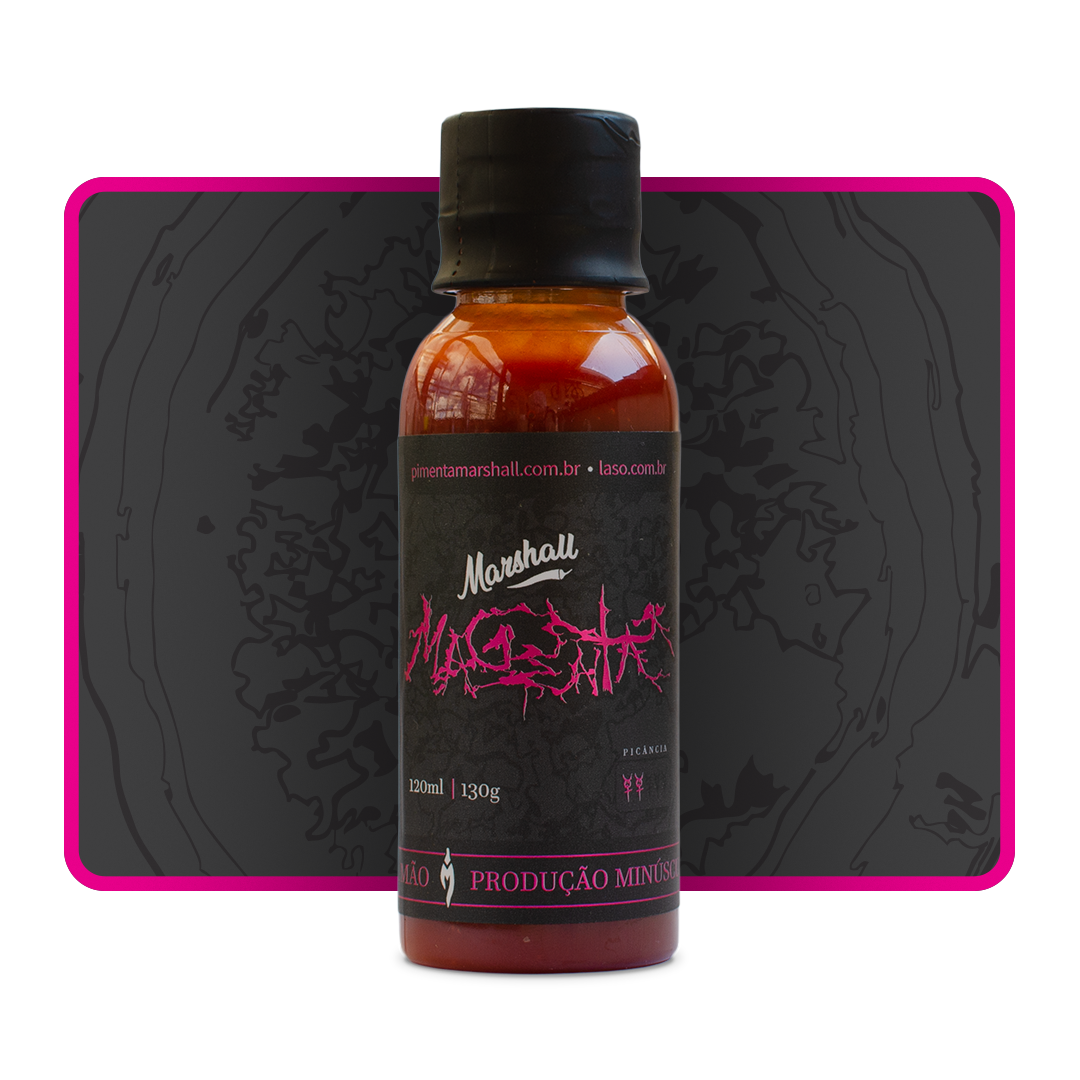 pimentamarshall.com.br • laso.com.br
Marshall
MAGENTA
PICÂNCIA
120ml | 130g
MÃO PRODUÇÃO MINÚSC